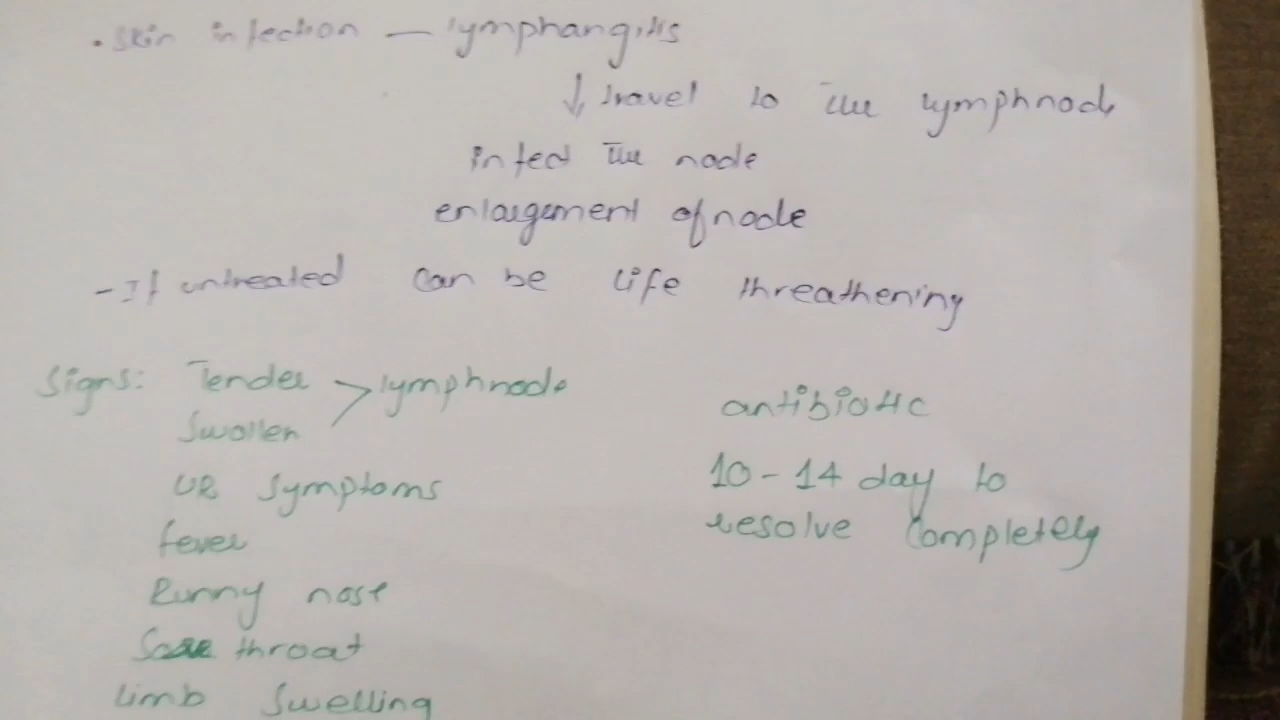 . skin infection — lymphangitis
↓ travel to the lymphnode
infect the node
enlargement of node
- If untreated can be life threathening
Signs: Tender > lymphnode
Swollen
UR symptoms
fever
Runny nose
Sore throat
limb swelling
antibiotic
10-14 day to
resolve completely